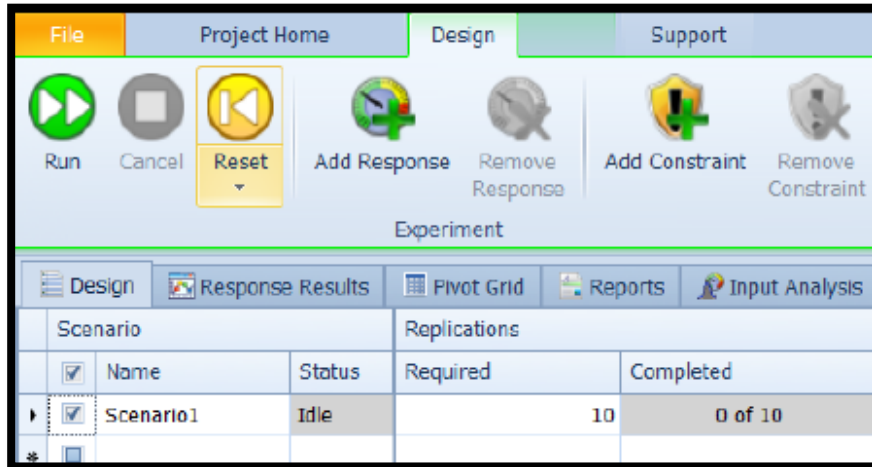 File Project Home Design Support
Run Cancel Reset Add Response Remove Response Add Constraint Remove Constraint
Experiment
Design Response Results Pivot Grid Reports Input Analysis
Scenario Replications
Name Status Required Completed
Scenario1 Idle 10 0 of 10